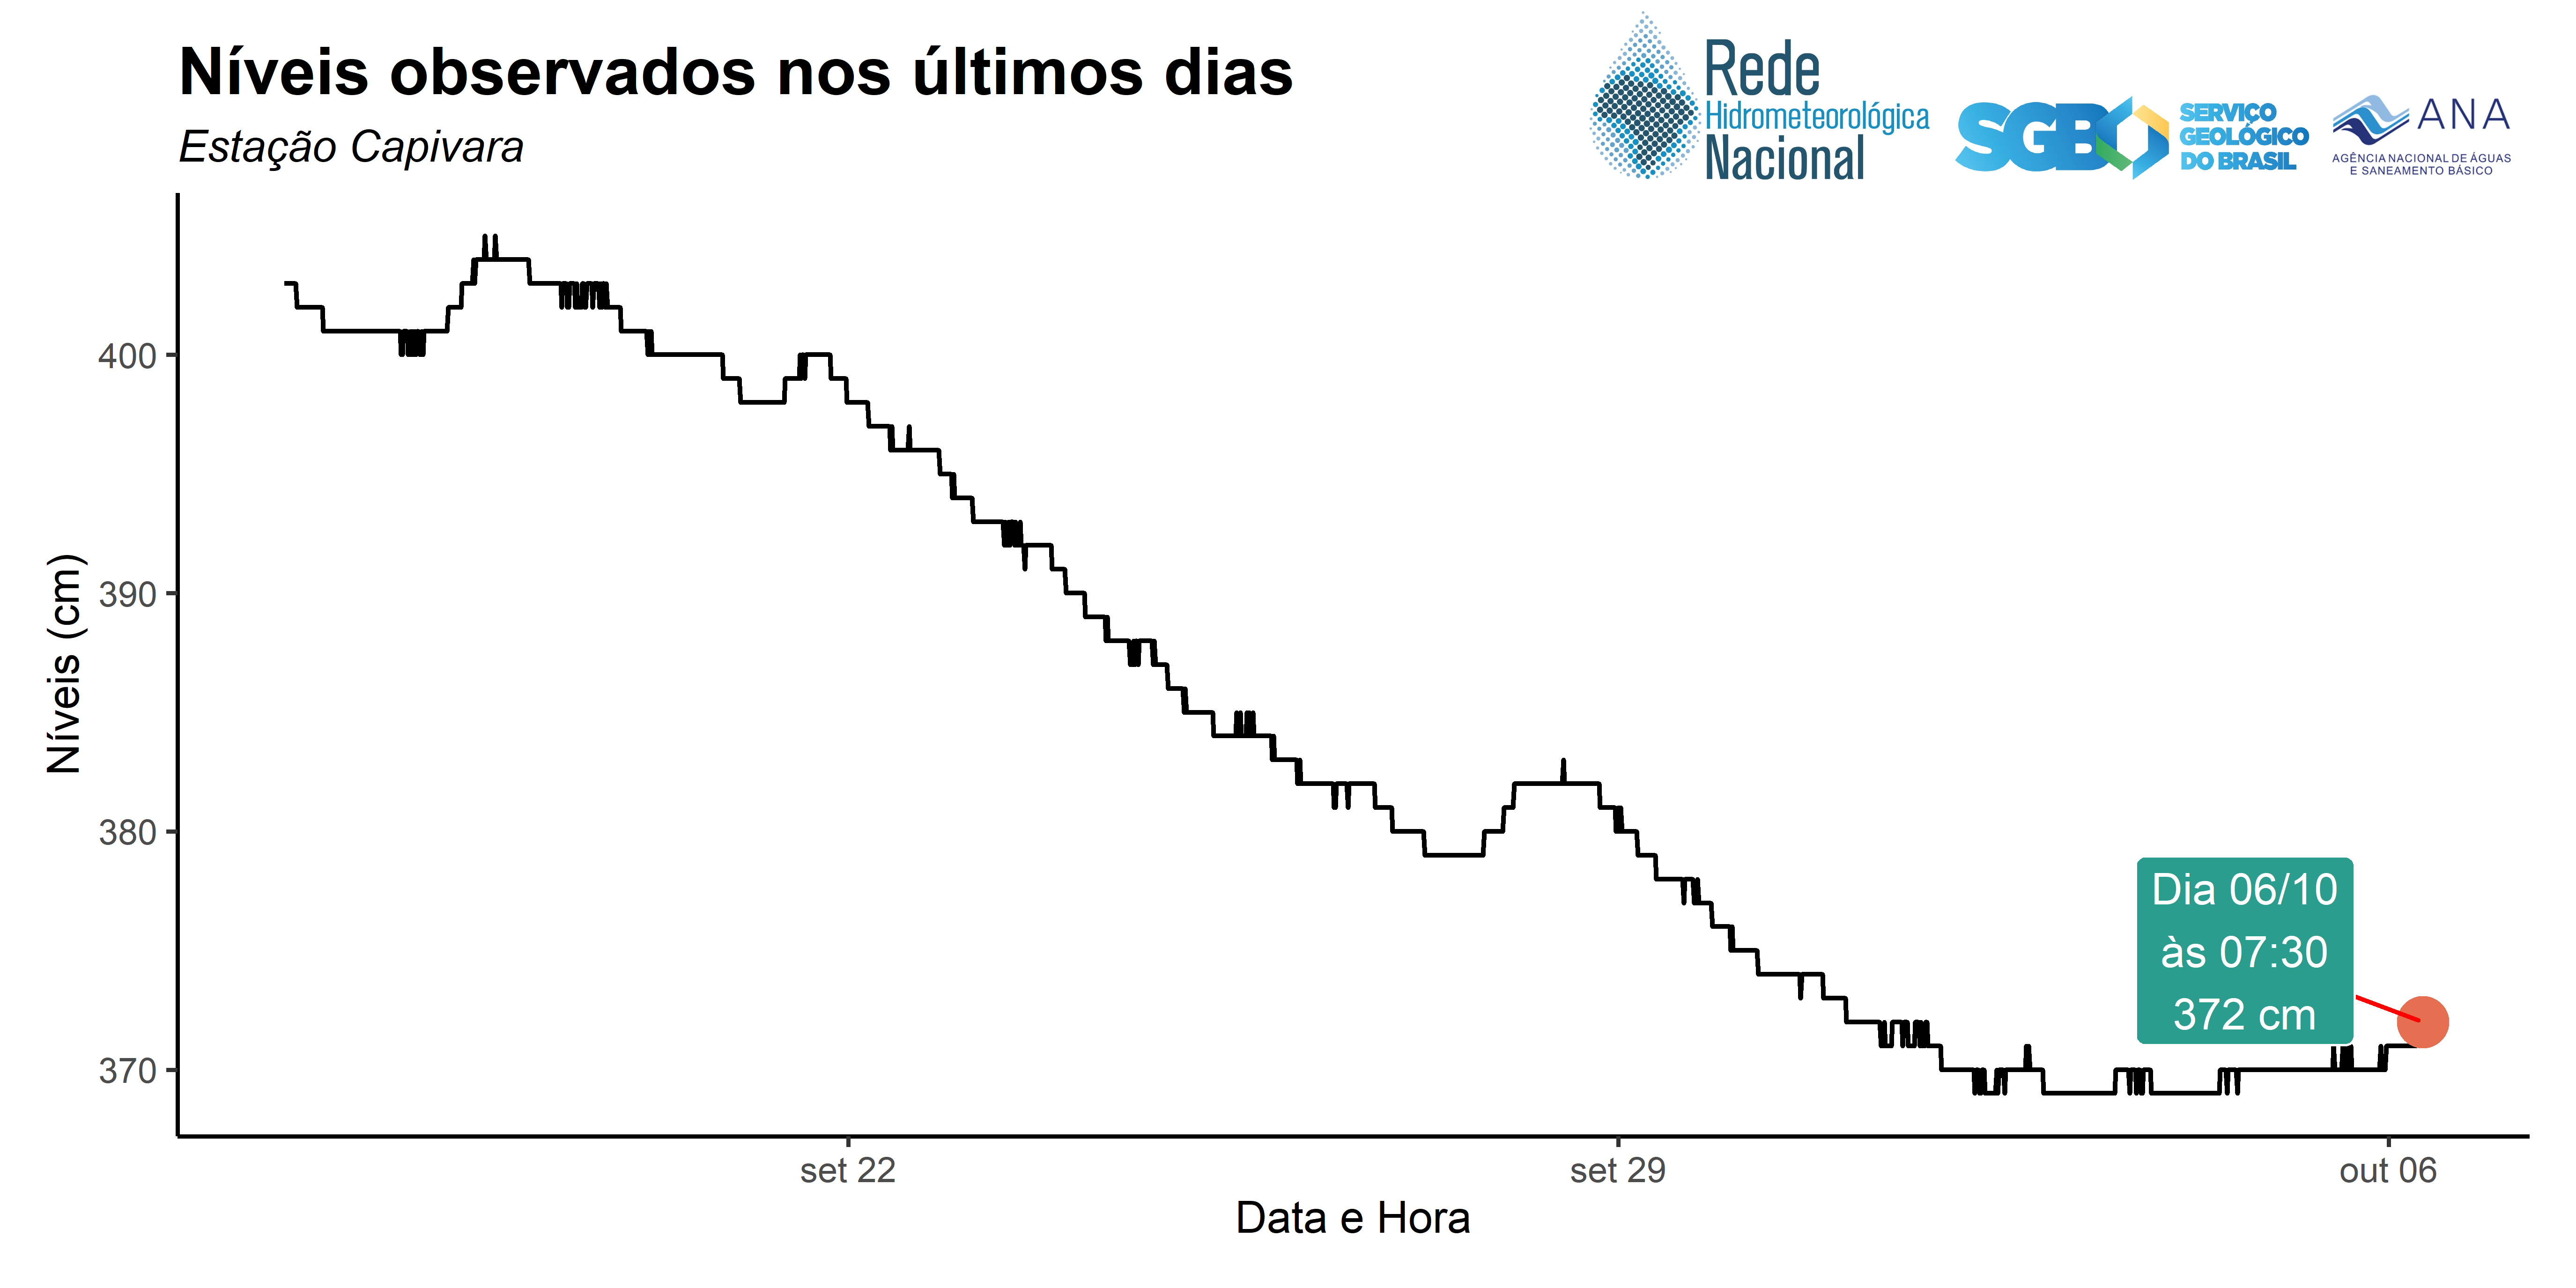 Níveis observados nos últimos dias
Estação Capivara
Rede
Hidrometeorológica
Nacional
SGB
SERVIÇO
GEOLÓGICO
DO BRASIL
ANA
AGÊNCIA NACIONAL DE ÁGUAS
E SANEAMENTO BÁSICO
Níveis (cm)
400
390
380
370
Dia 06/10
às 07:30
372 cm
set 22
set 29
out 06
Data e Hora